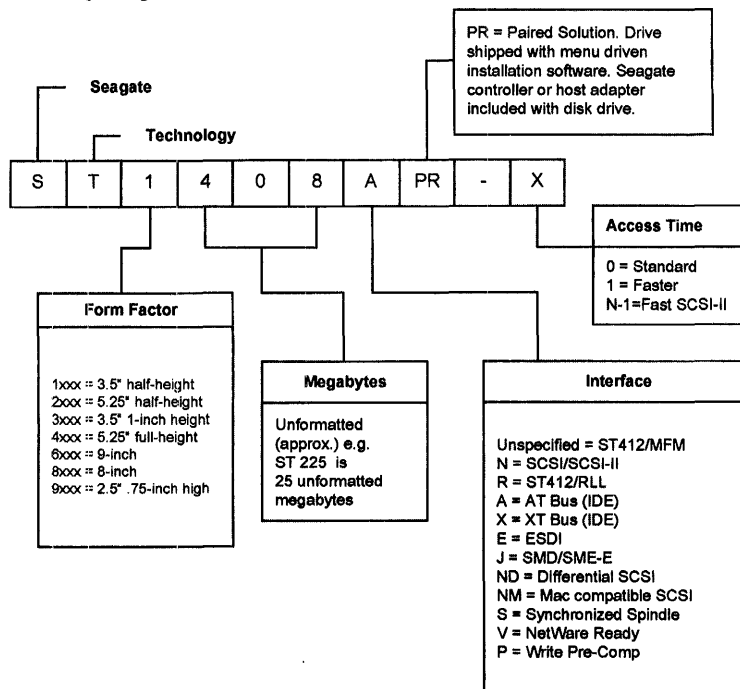 PR = Paired Solution. Drive
shipped with menu driven
installation software. Seagate
controller or host adapter
included with disk drive.
Seagate
Technology
S T 1 4 0 8 A PR - X
Access Time
0 = Standard
1 = Faster
N-1=Fast SCSI-II
Form Factor
1xxx = 3.5" half-height
2xxx = 5.25" half-height
3xxx = 3.5" 1-inch height
4xxx = 5.25" full-height
6xxx = 9-inch
8xxx = 8-inch
9xxx = 2.5" .75-inch high
Megabytes
Unformatted
(approx.) e.g.
ST 225 is
25 unformatted
megabytes
Interface
Unspecified = ST412/MFM
N = SCSI/SCSI-II
R = ST412/RLL
A = AT Bus (IDE)
X = XT Bus (IDE)
E = ESDI
J = SMD/SME-E
ND = Differential SCSI
NM = Mac compatible SCSI
S = Synchronized Spindle
V = NetWare Ready
P = Write Pre-Comp